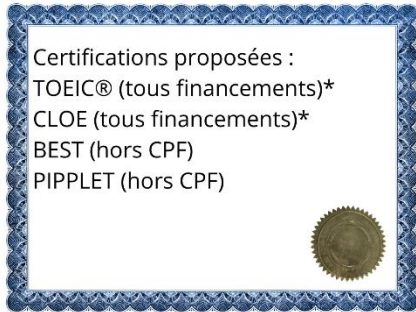 Certifications proposées :
TOEIC® (tous financements)*
CLOE (tous financements)*
BEST (hors CPF)
PIPPLET (hors CPF)